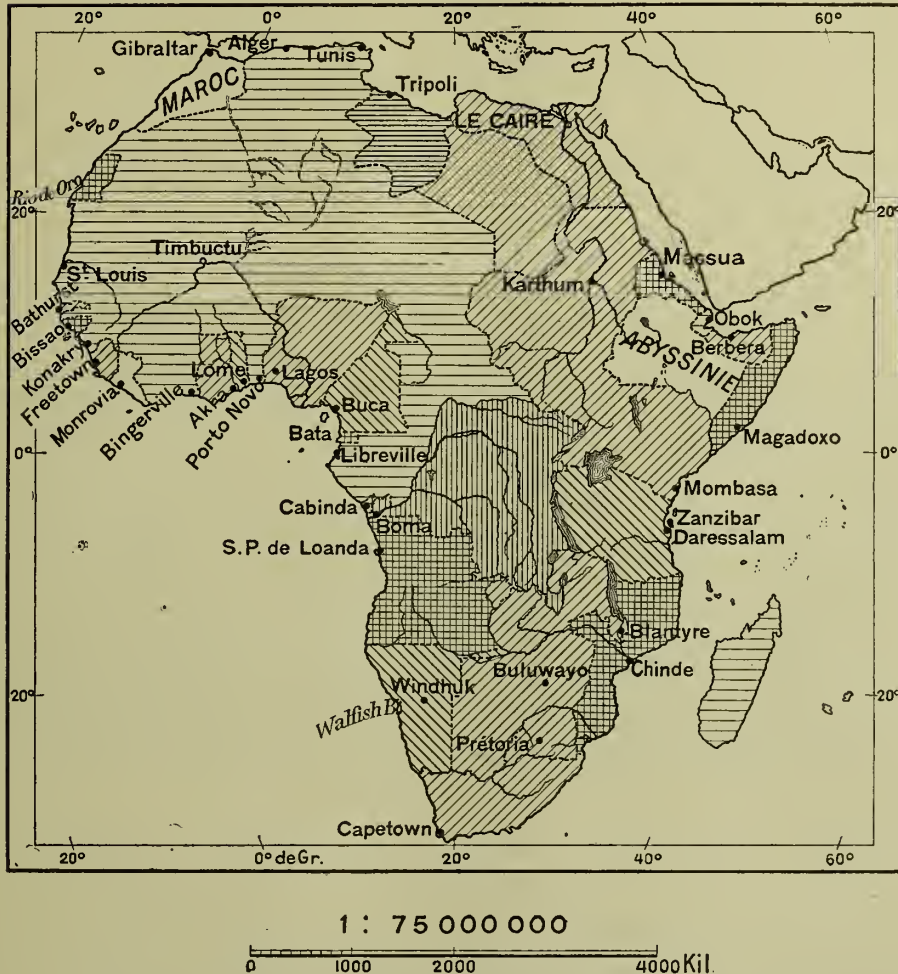 20° 0° 20° 40° 60°
Gibraltar
Alger
Tunis
MAROC
Tripoli
LE CAIRE
Rio de Oro
20° 20°
Timbuctu
Massua
St. Louis
Karthum
Bathurst
Obok
Bissao
ABYSSINIE
Berbera
Konakry
Lome
Lagos
Freetown
Monrovia
Bingerville
Akra
Porto Novo
Buca
Bata
Magadoxo
0° 0°
Libreville
Mombasa
Cabinda
Boma
Zanzibar
Daressalam
S.P. de Loanda
Blantyre
Buluwayo
Chinde
20° 20°
Windhuk
Walfish B.
Prétoria
Capetown
20° 0° de Gr. 20° 40° 60°
1: 75 000 000
0 1000 2000 4000 Kil.